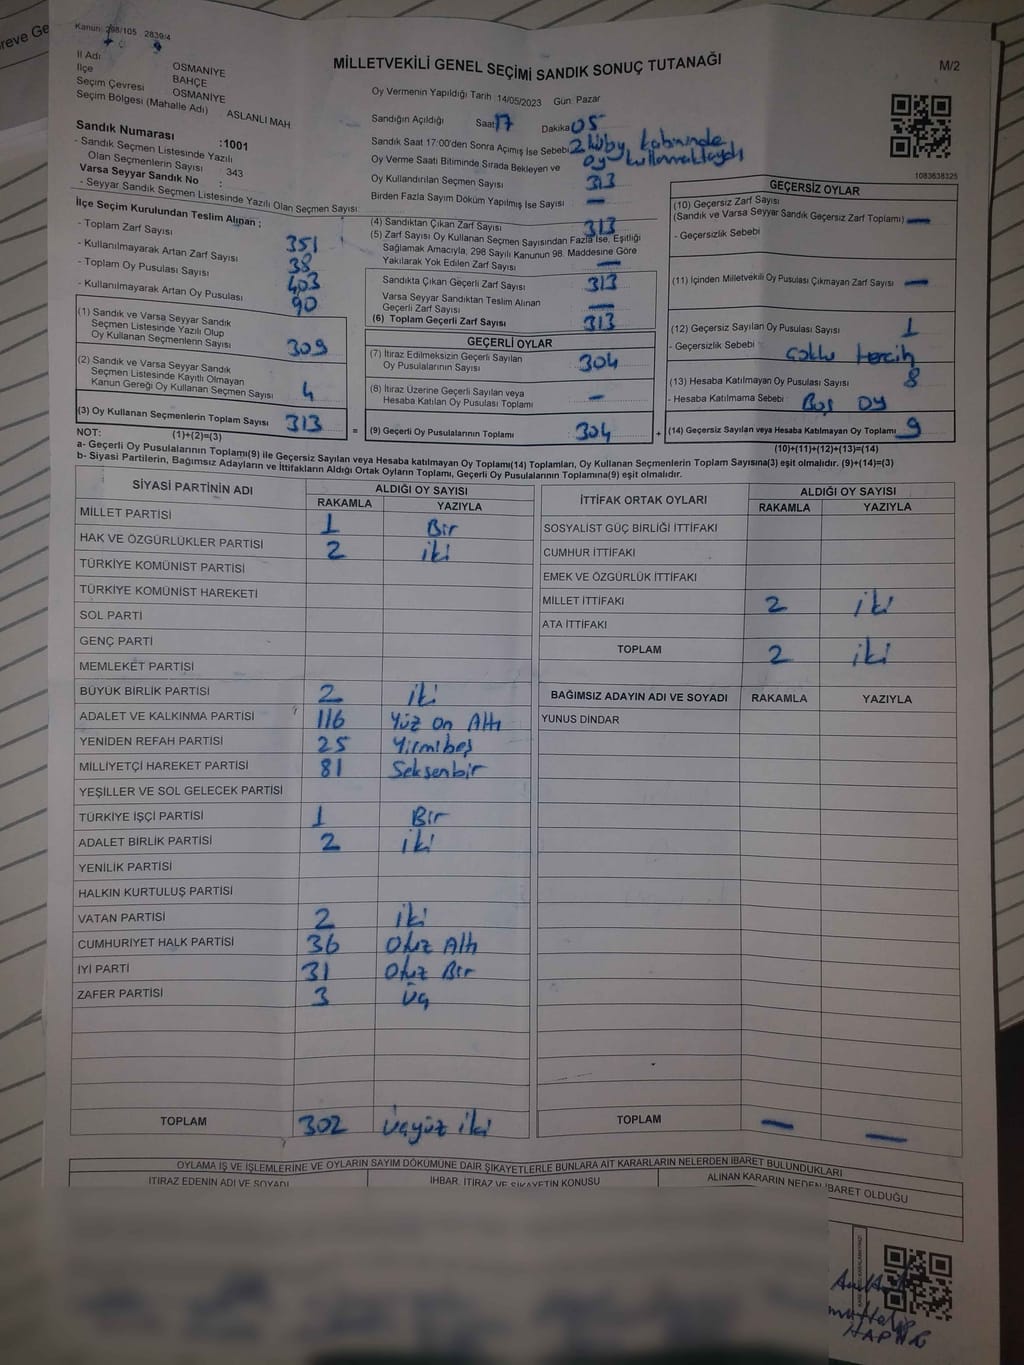 reve Ge
Kanun: 298/105 , 2839/4
MİLLETVEKİLİ GENEL SEÇİMİ SANDIK SONUÇ TUTANAĞI
M/2
İl Adı OSMANİYE
İlçe BAHÇE
Seçim Çevresi OSMANİYE
Seçim Bölgesi (Mahalle Adı) ASLANLI MAH
Sandık Numarası :1001
- Sandık Seçmen Listesinde Yazılı
Olan Seçmenlerin Sayısı 343
Varsa Seyyar Sandık No :
- Seyyar Sandık Seçmen Listesinde Yazılı Olan Seçmen Sayısı:
Oy Vermenin Yapıldığı Tarih :14/05/2023 Gün: Pazar
Sandığın Açıldığı Saat 17 Dakika 05
Sandık Saat 17:00'den Sonra Açımış İse Sebebi 2 kişi oy kabininde
Oy Verme Saati Bitiminde Sırada Bekleyen ve oy kullanmaktaydı
Oy Kullandırılan Seçmen Sayısı 313
Birden Fazla Sayım Döküm Yapılmış İse Sayısı —
1083638325
İlçe Seçim Kurulundan Teslim Alınan ;
- Toplam Zarf Sayısı 351
- Kullanılmayarak Artan Zarf Sayısı 38
- Toplam Oy Pusulası Sayısı 403
- Kullanılmayarak Artan Oy Pusulası 90
(1) Sandık ve Varsa Seyyar Sandık
Seçmen Listesinde Yazılı Olup
Oy Kullanan Seçmenlerin Sayısı 309
(2) Sandık ve Varsa Seyyar Sandık
Seçmen Listesinde Kayıtlı Olmayan
Kanun Gereği Oy Kullanan Seçmen Sayısı 4
(3) Oy Kullanan Seçmenlerin Toplam Sayısı 313
(1)+(2)=(3)
(4) Sandıktan Çıkan Zarf Sayısı 313
(5) Zarf Sayısı Oy Kullanan Seçmen Sayısından Fazla İse, Eşitliği
Sağlamak Amacıyla, 298 Sayılı Kanunun 98. Maddesine Göre
Yakılarak Yok Edilen Zarf Sayısı —
Sandıkta Çıkan Geçerli Zarf Sayısı 313
Varsa Seyyar Sandıktan Teslim Alınan
Geçerli Zarf Sayısı —
(6) Toplam Geçerli Zarf Sayısı 313
GEÇERLİ OYLAR
(7) İtiraz Edilmeksizin Geçerli Sayılan
Oy Pusulalarının Sayısı 304
(8) İtiraz Üzerine Geçerli Sayılan veya
Hesaba Katılan Oy Pusulası Toplamı —
= (9) Geçerli Oy Pusulalarının Toplamı 304 +
GEÇERSİZ OYLAR
(10) Geçersiz Zarf Sayısı
(Sandık ve Varsa Seyyar Sandık Geçersiz Zarf Toplamı) —
- Geçersizlik Sebebi
(11) İçinden Milletvekili Oy Pusulası Çıkmayan Zarf Sayısı —
(12) Geçersiz Sayılan Oy Pusulası Sayısı 1
- Geçersizlik Sebebi : Çoklu tercih
(13) Hesaba Katılmayan Oy Pusulası Sayısı 8
- Hesaba Katılmama Sebebi Boş OY
(14) Geçersiz Sayılan veya Hesaba Katılmayan Oy Toplamı 9
(10)+(11)+(12)+(13)=(14)
NOT:
a- Geçerli Oy Pusulalarının Toplamı(9) ile Geçersiz Sayılan veya Hesaba katılmayan Oy Toplamı(14) Toplamları, Oy Kullanan Seçmenlerin Toplam Sayısına(3) eşit olmalıdır. (9)+(14)=(3)
b- Siyasi Partilerin, Bağımsız Adayların ve İttifakların Aldığı Ortak Oyların Toplamı, Geçerli Oy Pusulalarının Toplamına(9) eşit olmalıdır.
SİYASİ PARTİNİN ADI ALDIĞI OY SAYISI
RAKAMLA YAZIYLA
MİLLET PARTİSİ 1 Bir
HAK VE ÖZGÜRLÜKLER PARTİSİ 2 iki
TÜRKİYE KOMÜNİST PARTİSİ
TÜRKİYE KOMÜNİST HAREKETİ
SOL PARTİ
GENÇ PARTİ
MEMLEKET PARTİSİ
BÜYÜK BİRLİK PARTİSİ 2 iki
ADALET VE KALKINMA PARTİSİ 116 Yüz on Altı
YENİDEN REFAH PARTİSİ 25 Yirmibeş
MİLLİYETÇİ HAREKET PARTİSİ 81 Seksenbir
YEŞİLLER VE SOL GELECEK PARTİSİ
TÜRKİYE İŞÇİ PARTİSİ 1 Bir
ADALET BİRLİK PARTİSİ 2 iki
YENİLİK PARTİSİ
HALKIN KURTULUŞ PARTİSİ
VATAN PARTİSİ 2 iki
CUMHURİYET HALK PARTİSİ 36 Otuz Altı
İYİ PARTİ 31 Otuz Bir
ZAFER PARTİSİ 3 Üç
TOPLAM 302 Üçyüz iki
İTTİFAK ORTAK OYLARI ALDIĞI OY SAYISI
RAKAMLA YAZIYLA
SOSYALİST GÜÇ BİRLİĞİ İTTİFAKI
CUMHUR İTTİFAKI
EMEK VE ÖZGÜRLÜK İTTİFAKI
MİLLET İTTİFAKI 2 iki
ATA İTTİFAKI
TOPLAM 2 iki
BAĞIMSIZ ADAYIN ADI VE SOYADI RAKAMLA YAZIYLA
YUNUS DİNDAR
TOPLAM — —
OYLAMA İŞ VE İŞLEMLERİNE VE OYLARIN SAYIM DÖKÜMÜNE DAİR ŞİKAYETLERLE BUNLARA AİT KARARLARIN NELERDEN İBARET BULUNDUKLARI
İTİRAZ EDENİN ADI VE SOYADI İHBAR, İTİRAZ VE ŞİKAYETİN KONUSU ALINAN KARARIN NEDEN İBARET OLDUĞU